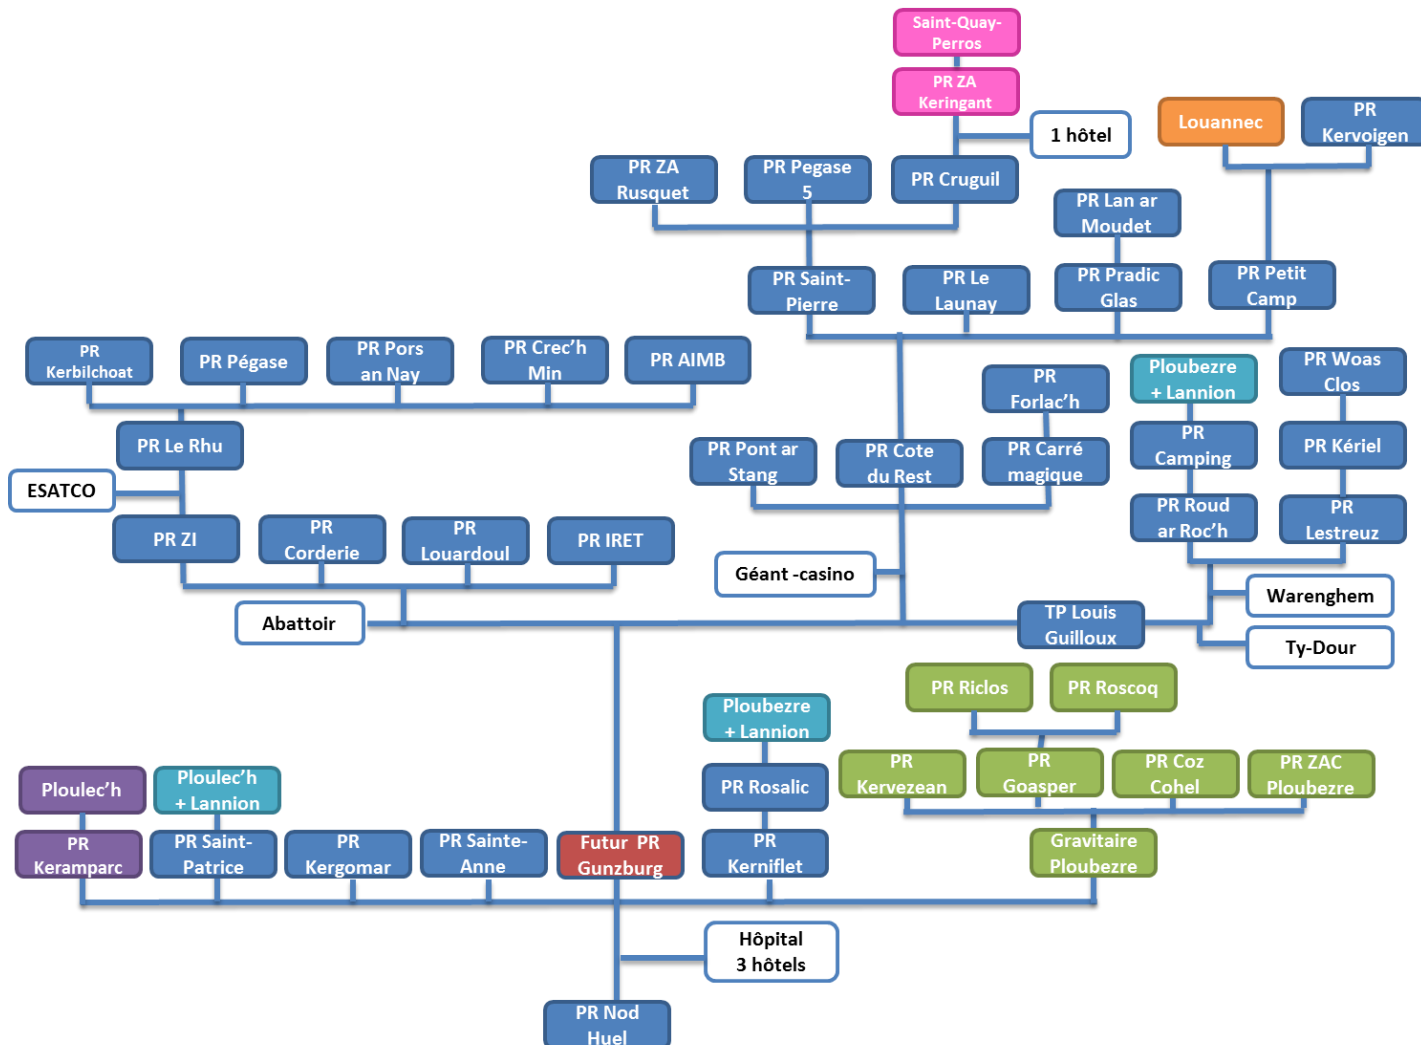 Saint-Quay-
Perros
PR ZA
Keringant
1 hôtel
Louannec
PR
Kervoigen
PR ZA
Rusquet
PR Pegase
5
PR Cruguil
PR Lan ar
Moudet
PR Saint-
Pierre
PR Le
Launay
PR Pradic
Glas
PR Petit
Camp
PR
Kerbilchoat
PR Pégase
PR Pors
an Nay
PR Crec’h
Min
PR AIMB
PR
Forlac’h
Ploubezre
+ Lannion
PR Woas
Clos
PR Le Rhu
PR Pont ar
Stang
PR Cote
du Rest
PR Carré
magique
PR
Camping
PR Kériel
ESATCO
PR ZI
PR
Corderie
PR
Louardoul
PR IRET
PR Roud
ar Roc’h
PR
Lestreuz
Géant -casino
Abattoir
TP Louis
Guilloux
Warenghem
Ty-Dour
PR Riclos
PR Roscoq
Ploubezre
+ Lannion
Ploulec’h
Ploulec’h
+ Lannion
PR Rosalic
PR
Kervezean
PR
Goasper
PR Coz
Cohel
PR ZAC
Ploubezre
PR
Keramparc
PR Saint-
Patrice
PR
Kergomar
PR Sainte-
Anne
Futur PR
Gunzburg
PR
Kerniflet
Gravitaire
Ploubezre
Hôpital
3 hôtels
PR Nod
Huel